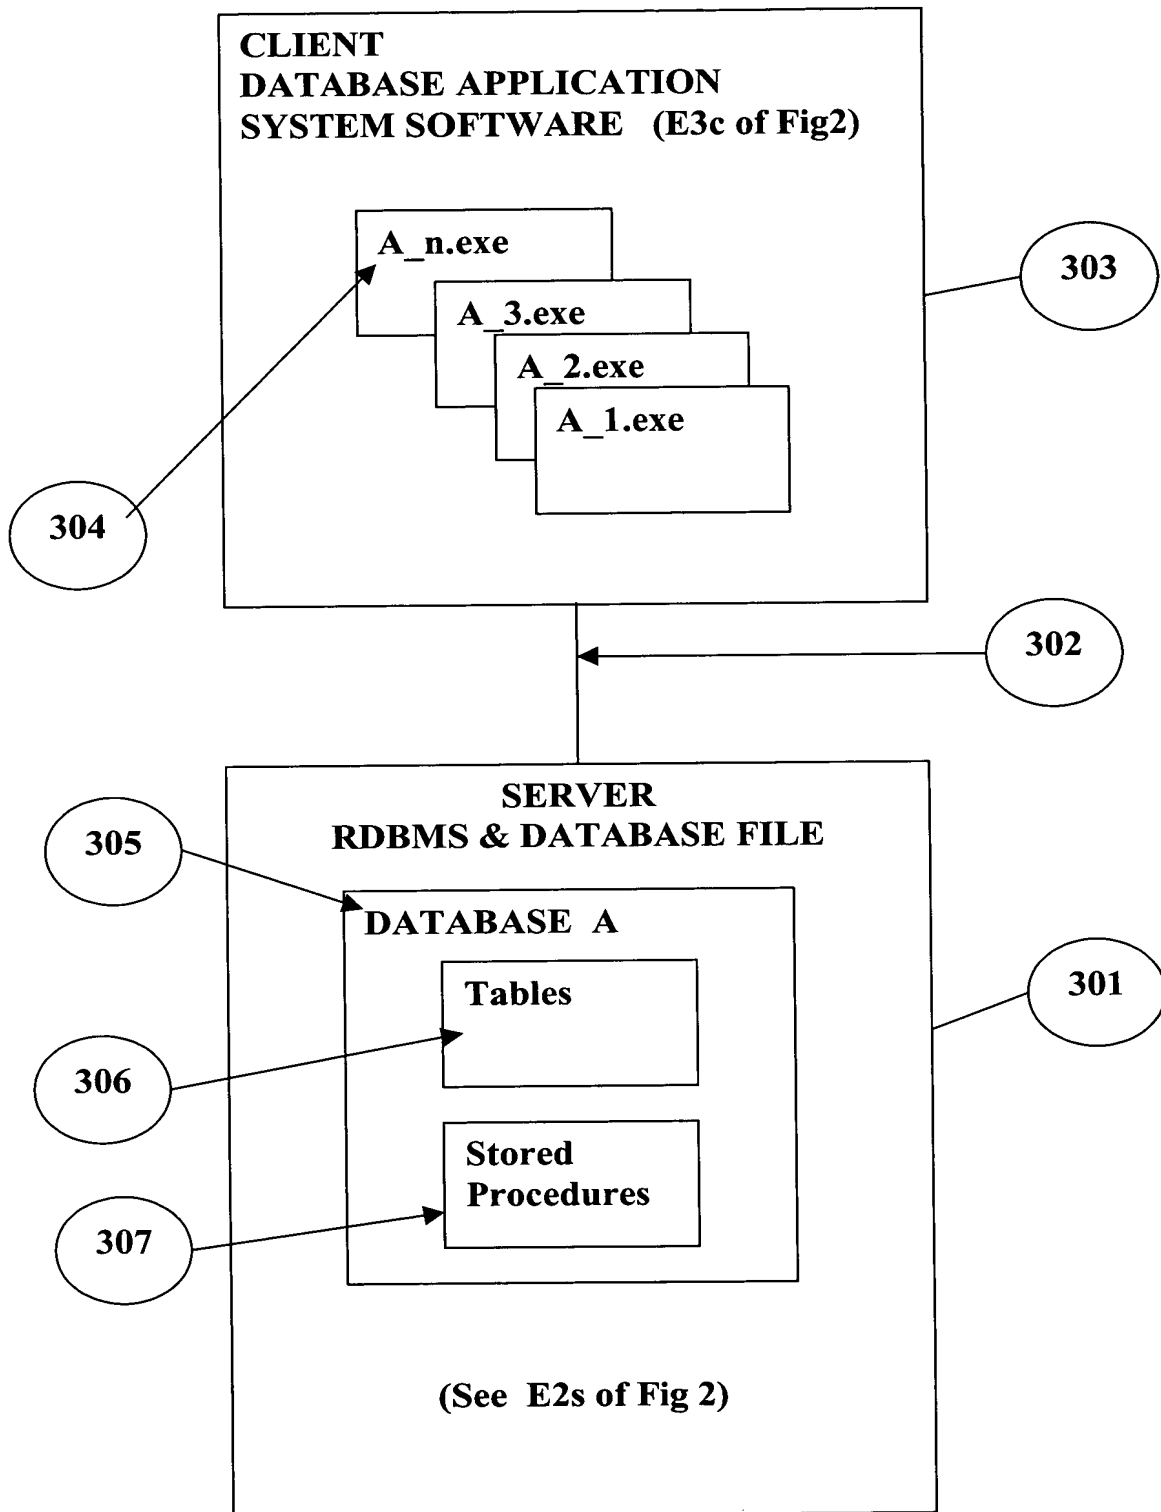 CLIENT
DATABASE APPLICATION
SYSTEM SOFTWARE (E3c of Fig2)
A_n.exe
303
A_3.exe
A_2.exe
A_1.exe
304
302
SERVER
RDBMS & DATABASE FILE
305
DATABASE A
301
Tables
306
Stored
Procedures
307
(See E2s of Fig 2)